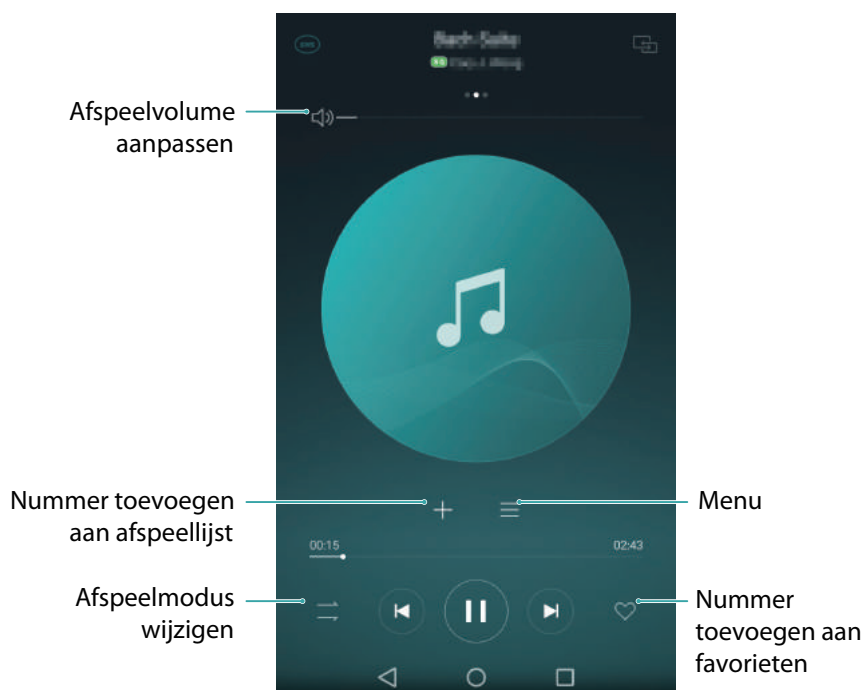 Afspeelvolume
aanpassen
Nummer toevoegen
aan afspeellijst
Menu
00:15
02:43
Afspeelmodus
wijzigen
Nummer
toevoegen aan
favorieten